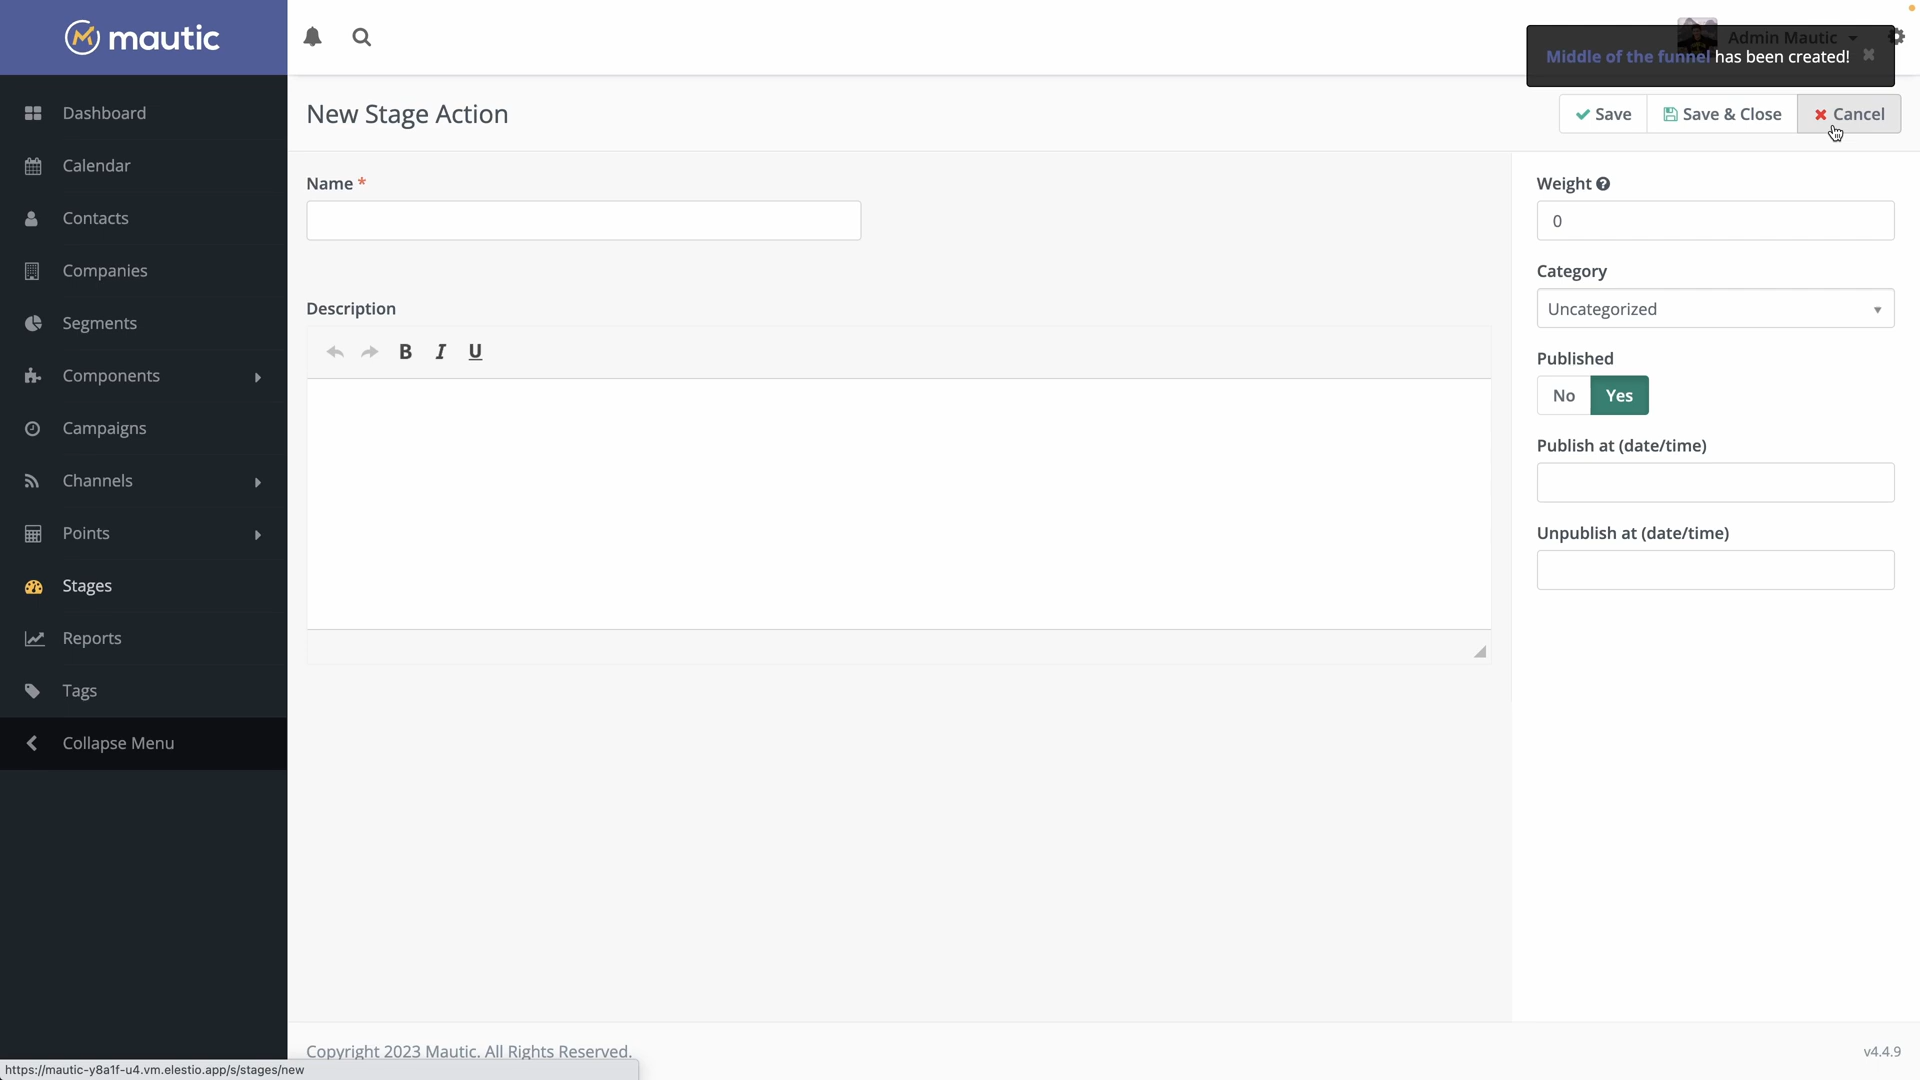 mautic
Admin Mautic
Middle of the funnel has been created!
New Stage Action
Save
Save & Close
Cancel
Dashboard
Calendar
Contacts
Companies
Segments
Components
Campaigns
Channels
Points
Stages
Reports
Tags
Collapse Menu
Name *
Description
B I U
Weight
0
Category
Uncategorized
Published
No Yes
Publish at (date/time)
Unpublish at (date/time)
Copyright 2023 Mautic. All Rights Reserved.
v4.4.9
https://mautic-y8a1f-u4.vm.elestio.app/s/stages/new